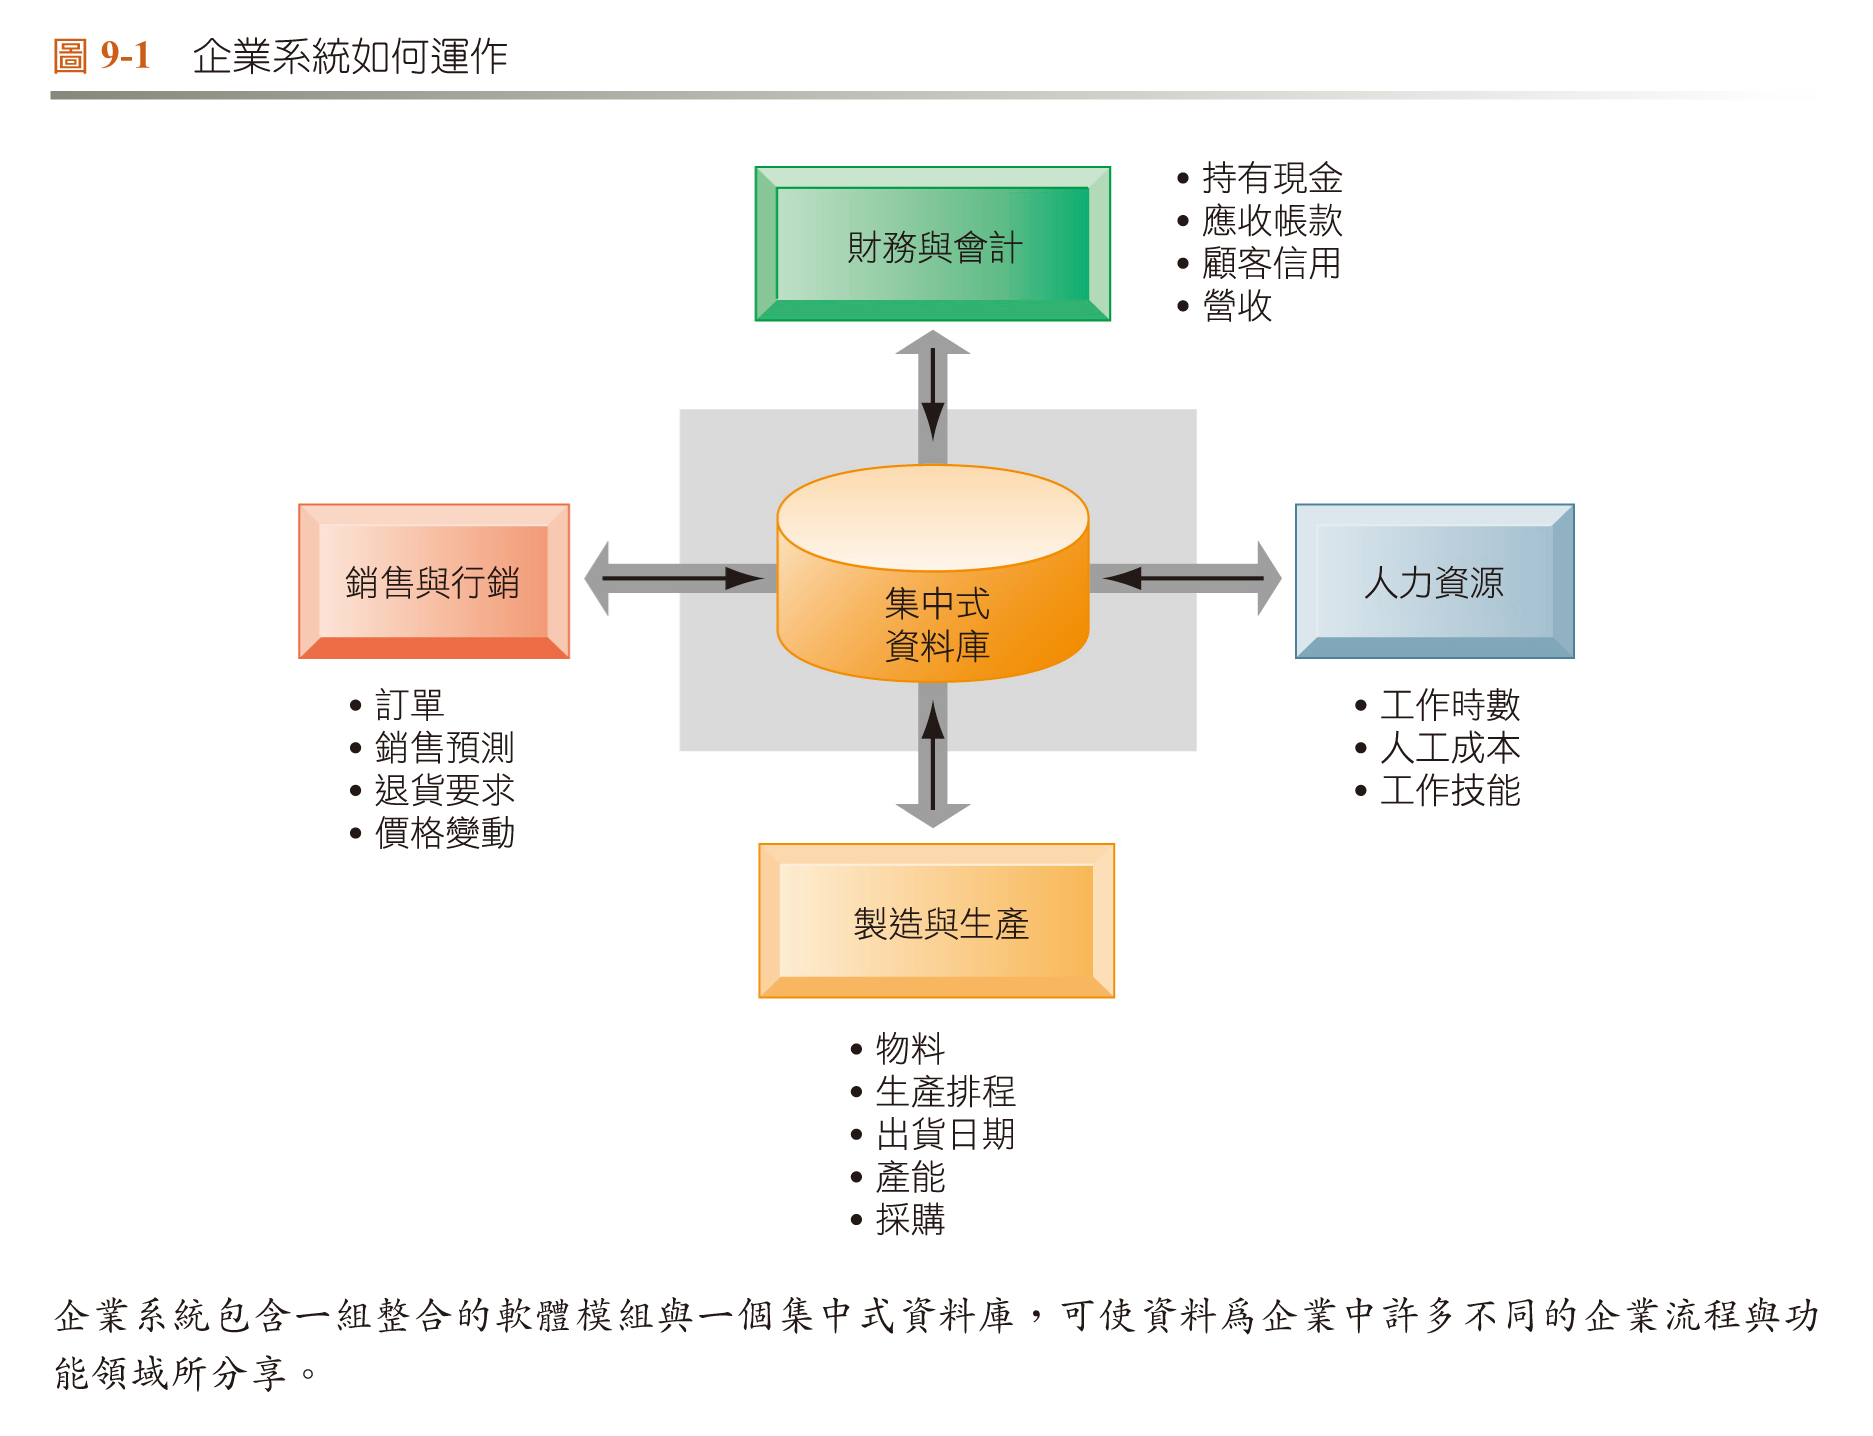 圖 9-1 企業系統如何運作
財務與會計
• 持有現金
• 應收帳款
• 顧客信用
• 營收
銷售與行銷
• 訂單
• 銷售預測
• 退貨要求
• 價格變動
集中式
資料庫
人力資源
• 工作時數
• 人工成本
• 工作技能
製造與生產
• 物料
• 生產排程
• 出貨日期
• 產能
• 採購
企業系統包含一組整合的軟體模組與一個集中式資料庫，可使資料爲企業中許多不同的企業流程與功
能領域所分享。